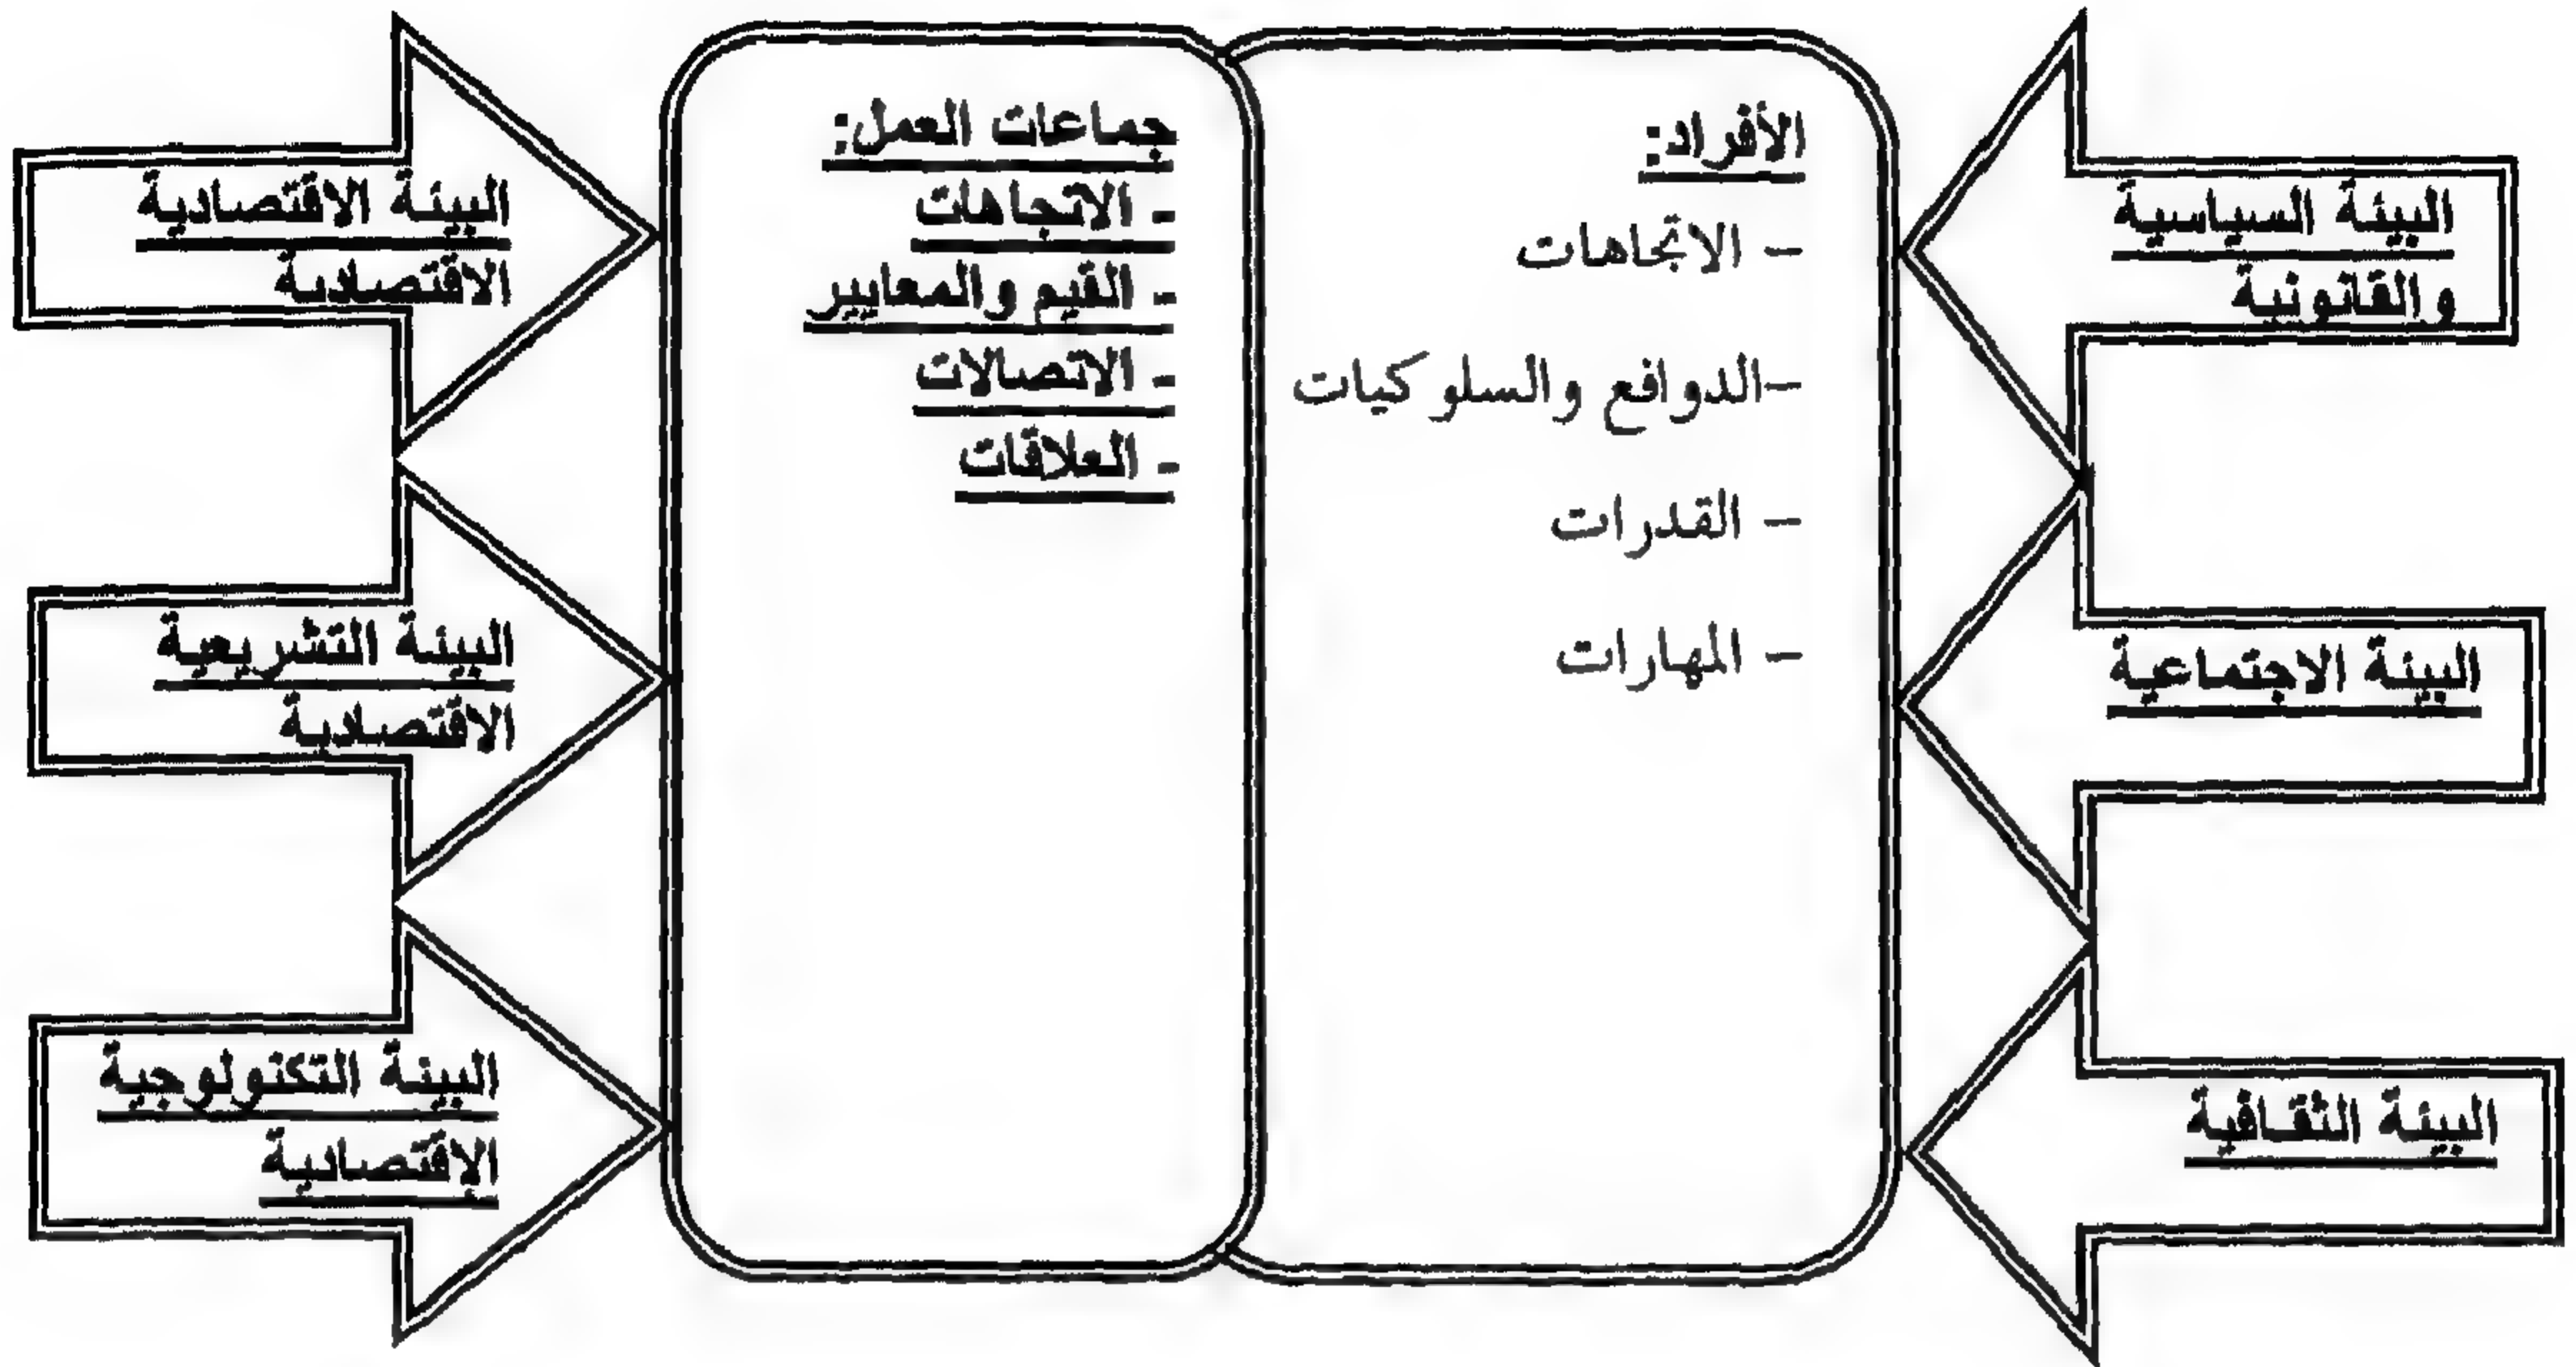 البيئة السياسية
والقانونية
البيئة الاجتماعية
البيئة الثقافية
الأفراد:
- الاتجاهات
-الدوافع والسلوكيات
- القدرات
- المهارات
جماعات العمل:
- الاتجاهات
- القيم والمعايير
- الاتصالات
- العلاقات
البيئة الاقتصادية
الاقتصادية
البيئة التشريعية
الاقتصادية
البيئة التكنولوجية
الإقتصادية